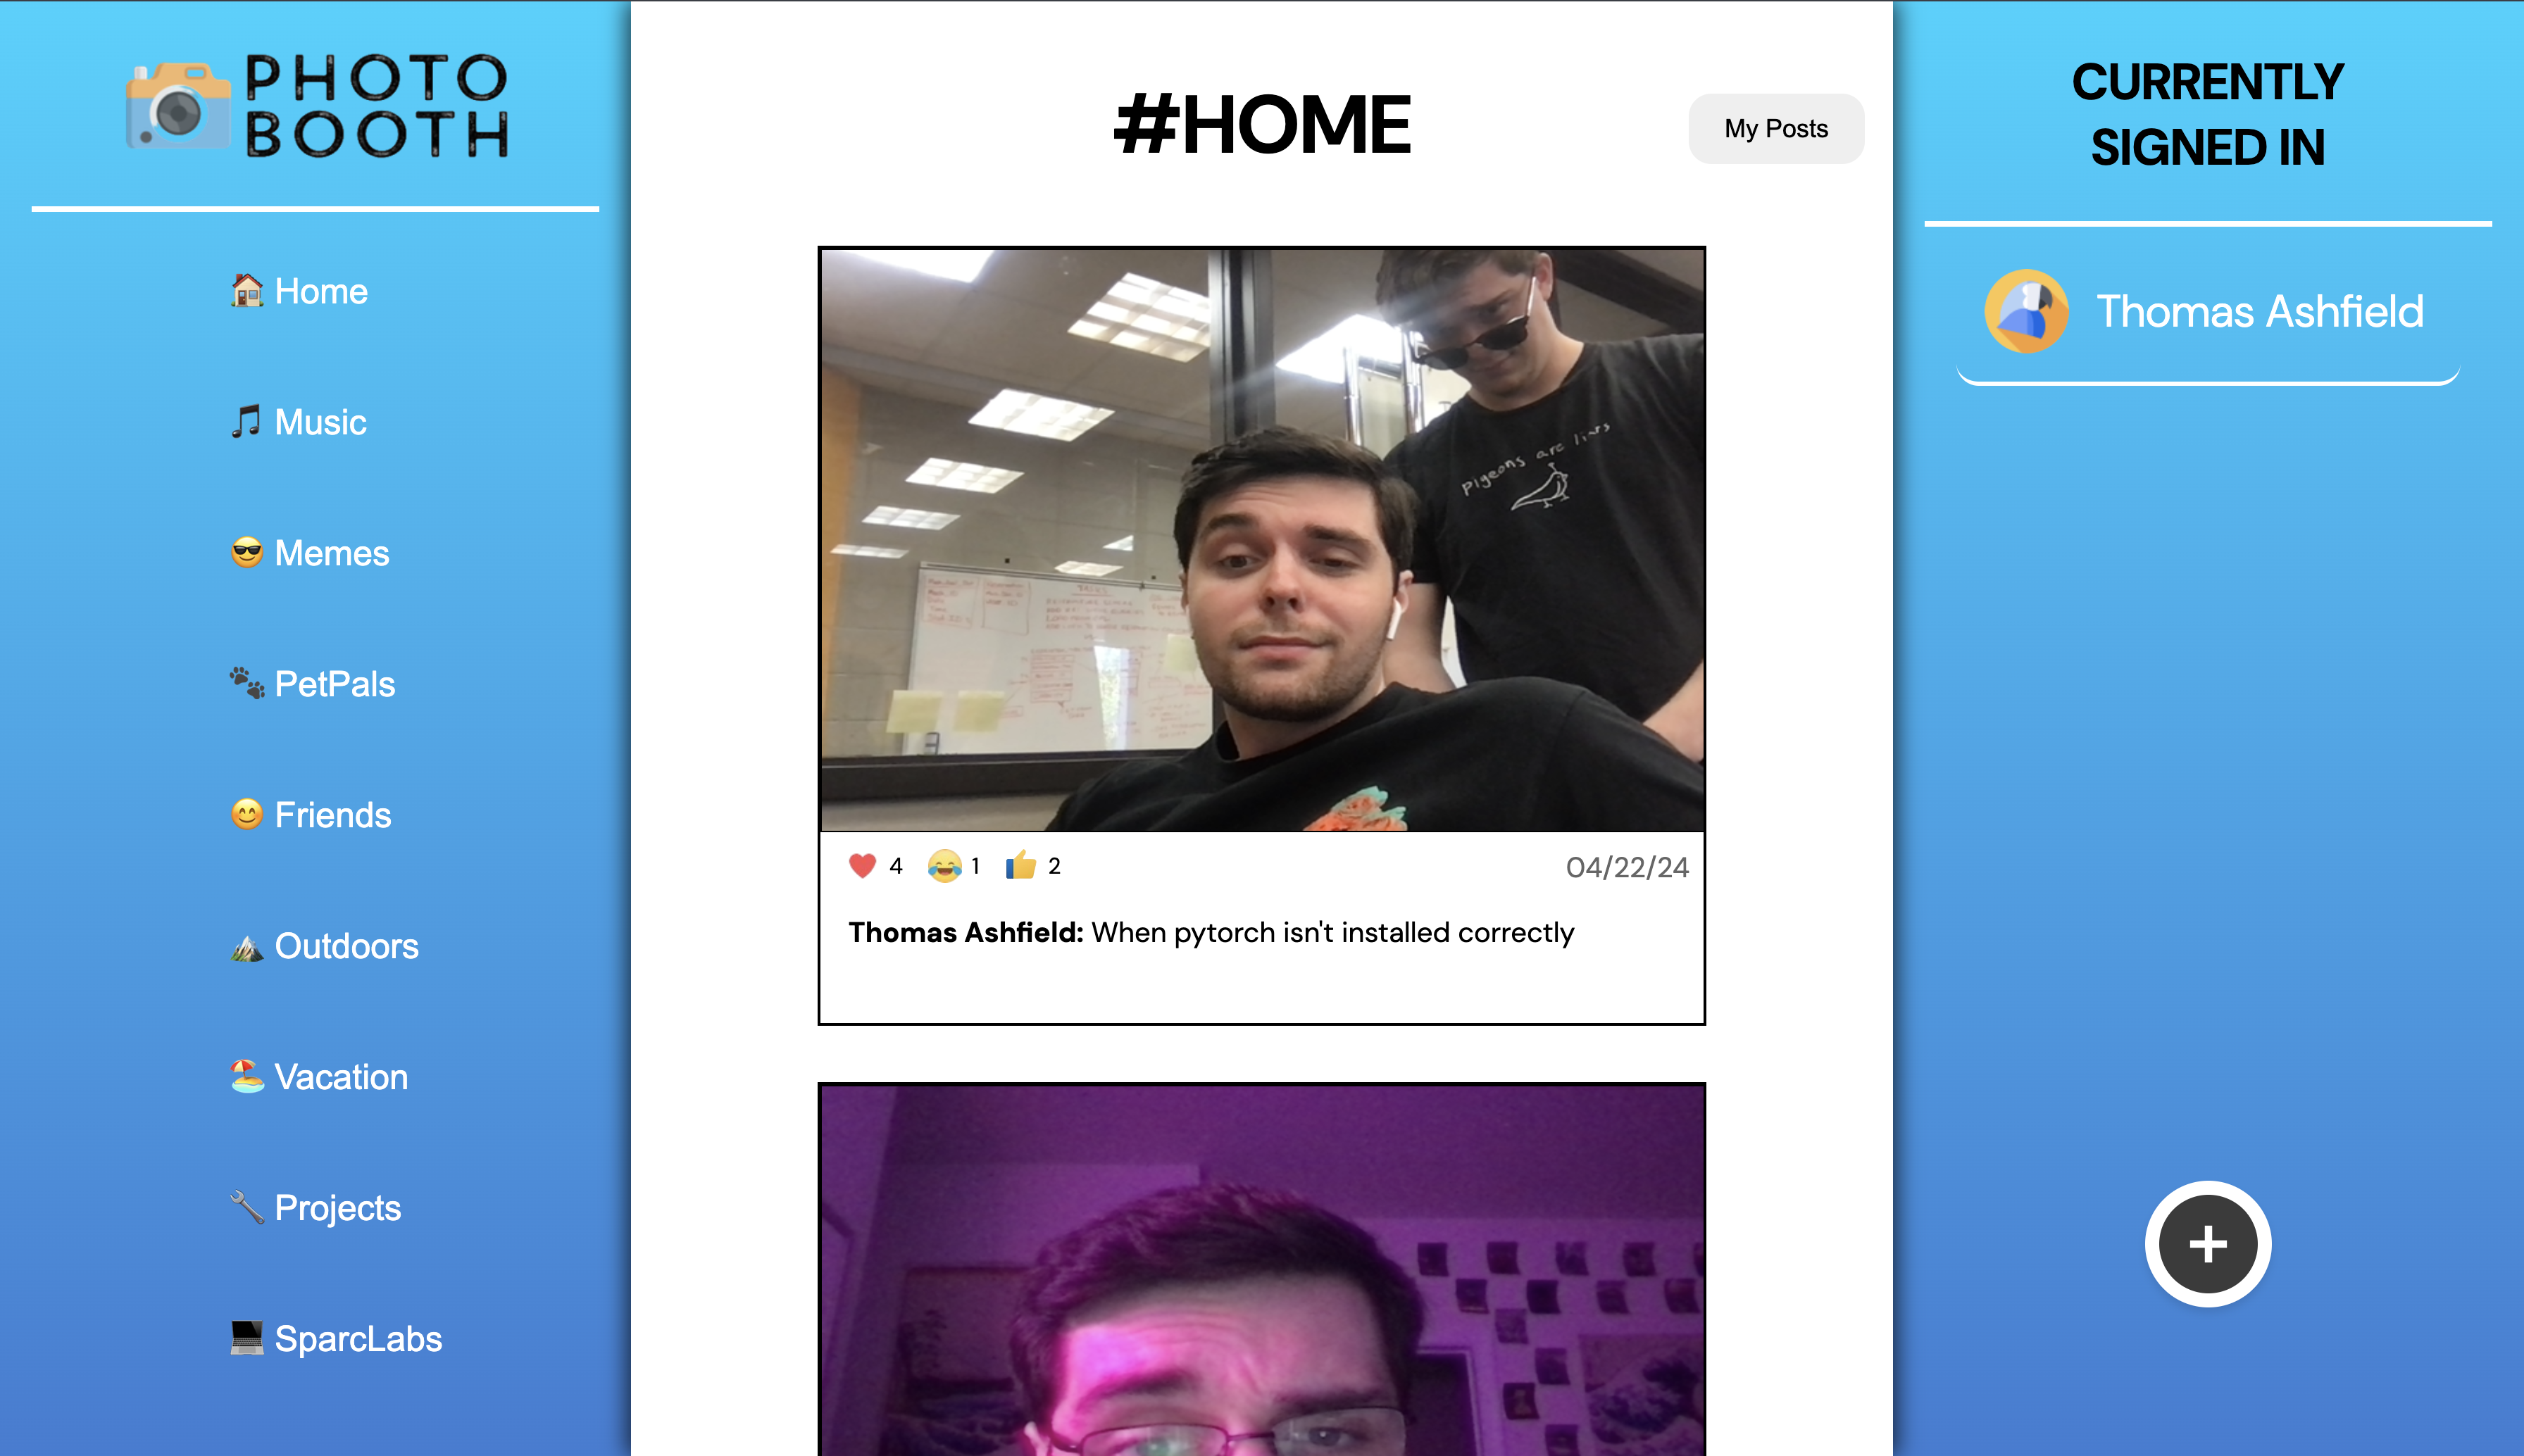 PHOTO
BOOTH
Home
Music
Memes
PetPals
Friends
Outdoors
Vacation
Projects
SparcLabs
#HOME
My Posts
pigeons are liars
4
1
2
04/22/24
Thomas Ashfield: When pytorch isn't installed correctly
CURRENTLY
SIGNED IN
Thomas Ashfield
+